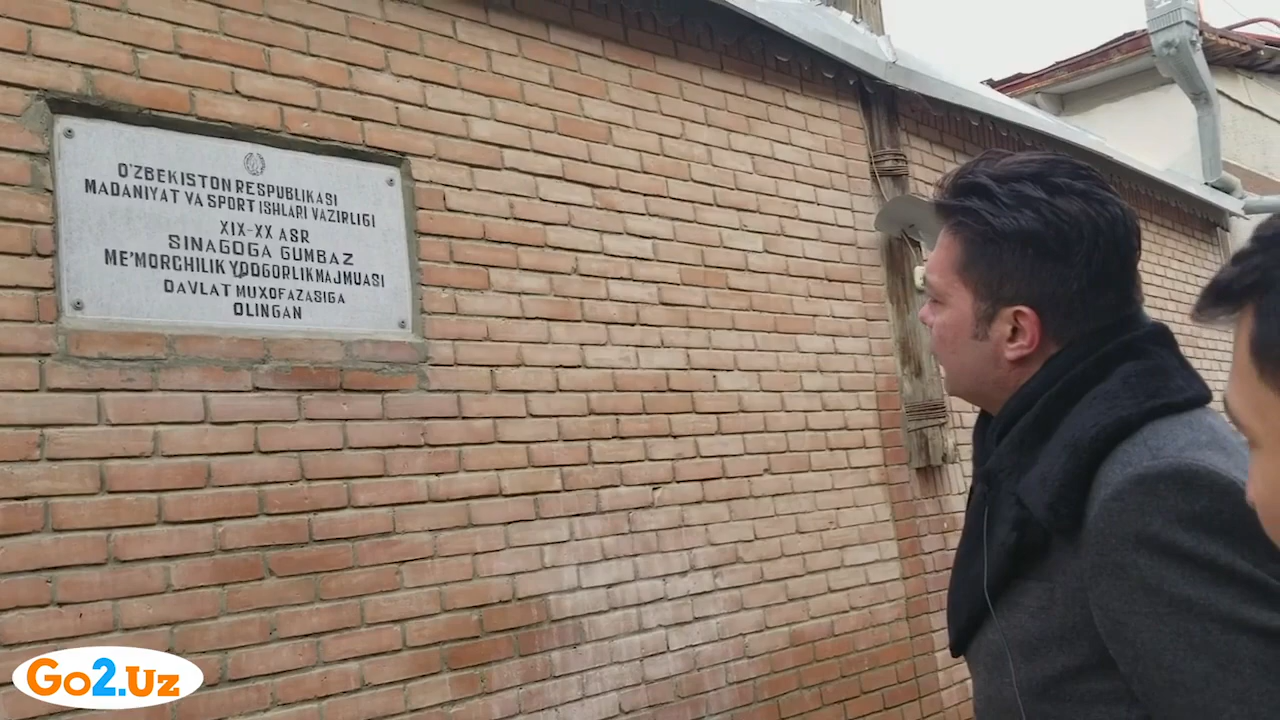 O'ZBEKISTON RESPUBLIKASI
MADANIYAT VA SPORT ISHLARI VAZIRLIGI
XIX-XX ASR
SINAGOGA GUMBAZ
ME'MORCHILIK YODGORLIK MAJMUASI
DAVLAT MUXOFAZASIGA
OLINGAN
Go2.Uz